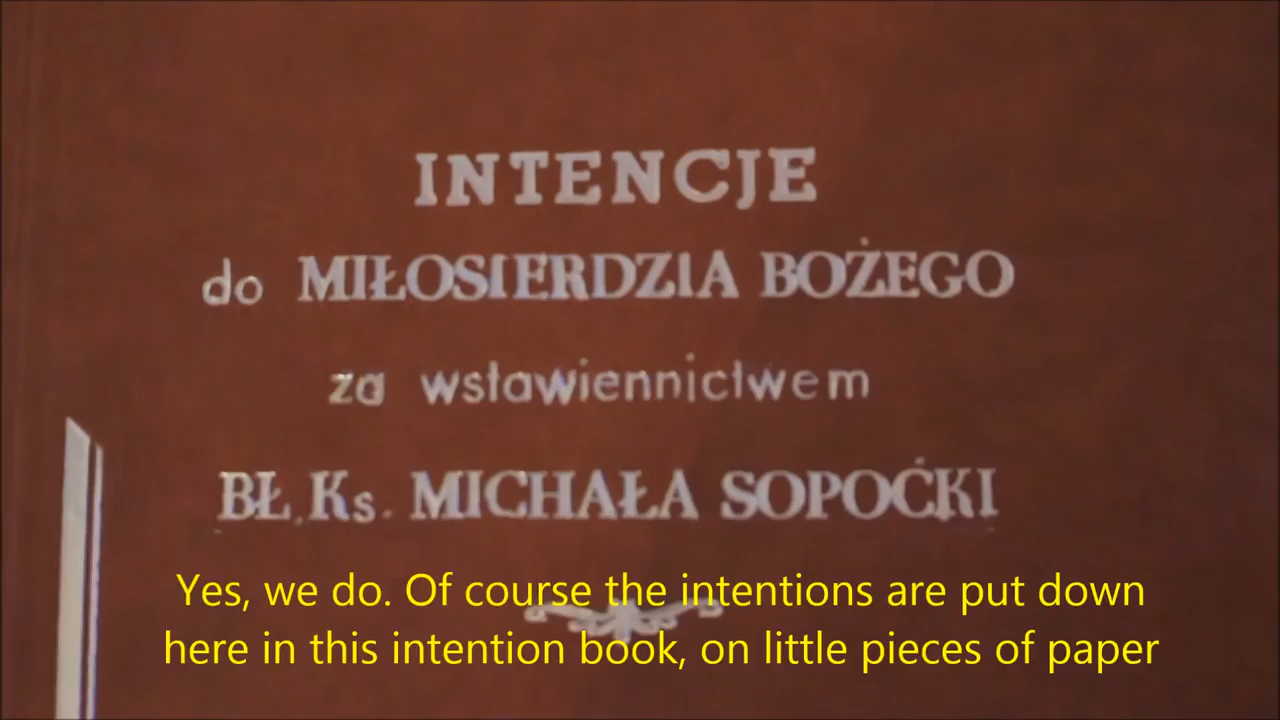 INTENCJE
do MIŁOSIERDZIA BOŻEGO
za wstawiennictwem
BŁ. Ks. MICHAŁA SOPOĆKI
Yes, we do. Of course the intentions are put down
here in this intention book, on little pieces of paper